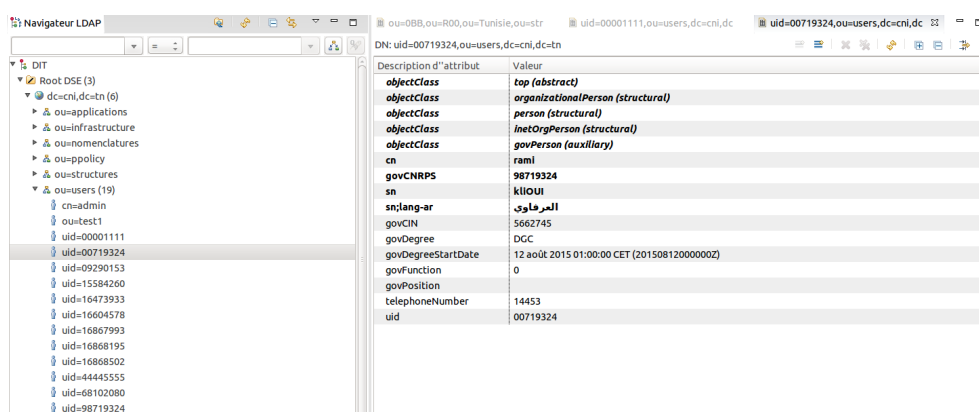 Navigateur LDAP
=
DIT
Root DSE (3)
dc=cni,dc=tn (6)
ou=applications
ou=infrastructure
ou=nomenclatures
ou=ppolicy
ou=structures
ou=users (19)
cn=admin
ou=test1
uid=00001111
uid=00719324
uid=09290153
uid=15584260
uid=16473933
uid=16604578
uid=16867993
uid=16868195
uid=16868502
uid=44445555
uid=68102080
uid=98719324
ou=0BB,ou=R00,ou=Tunisie,ou=str
uid=00001111,ou=users,dc=cni,dc
uid=00719324,ou=users,dc=cni,dc
DN: uid=00719324,ou=users,dc=cni,dc=tn
Description d''attribut Valeur
objectClass top (abstract)
objectClass organizationalPerson (structural)
objectClass person (structural)
objectClass inetOrgPerson (structural)
objectClass govPerson (auxiliary)
cn rami
govCNRPS 98719324
sn kliOUI
sn;lang-ar العرفاوي
govCIN 5662745
govDegree DGC
govDegreeStartDate 12 août 2015 01:00:00 CET (20150812000000Z)
govFunction 0
govPosition
telephoneNumber 14453
uid 00719324